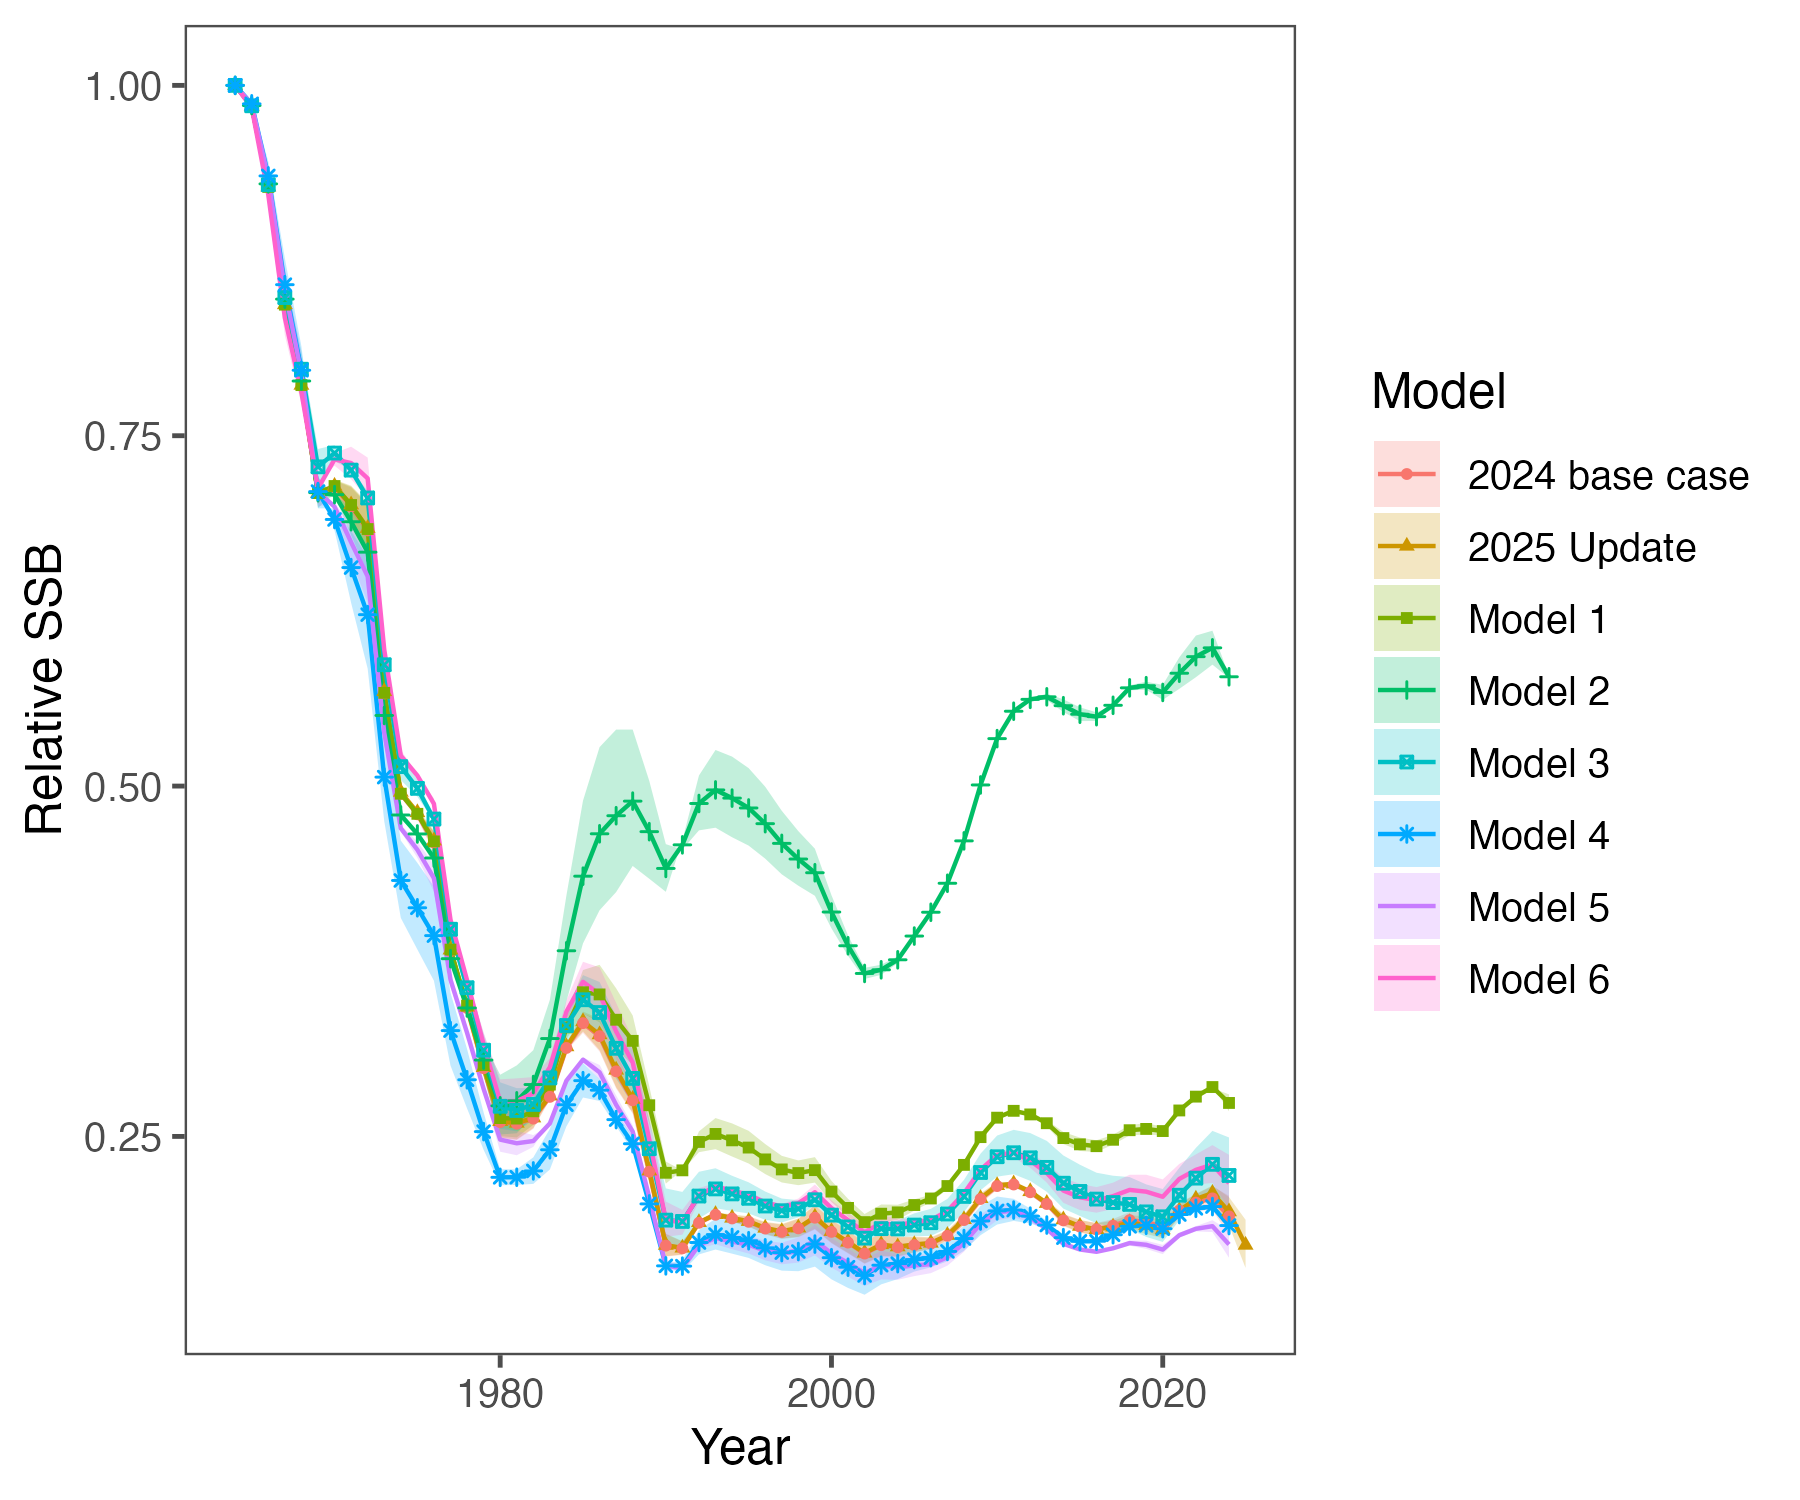 1.00
0.75
0.50
0.25
Relative SSB
1980
2000
2020
Year
Model
2024 base case
2025 Update
Model 1
Model 2
Model 3
Model 4
Model 5
Model 6